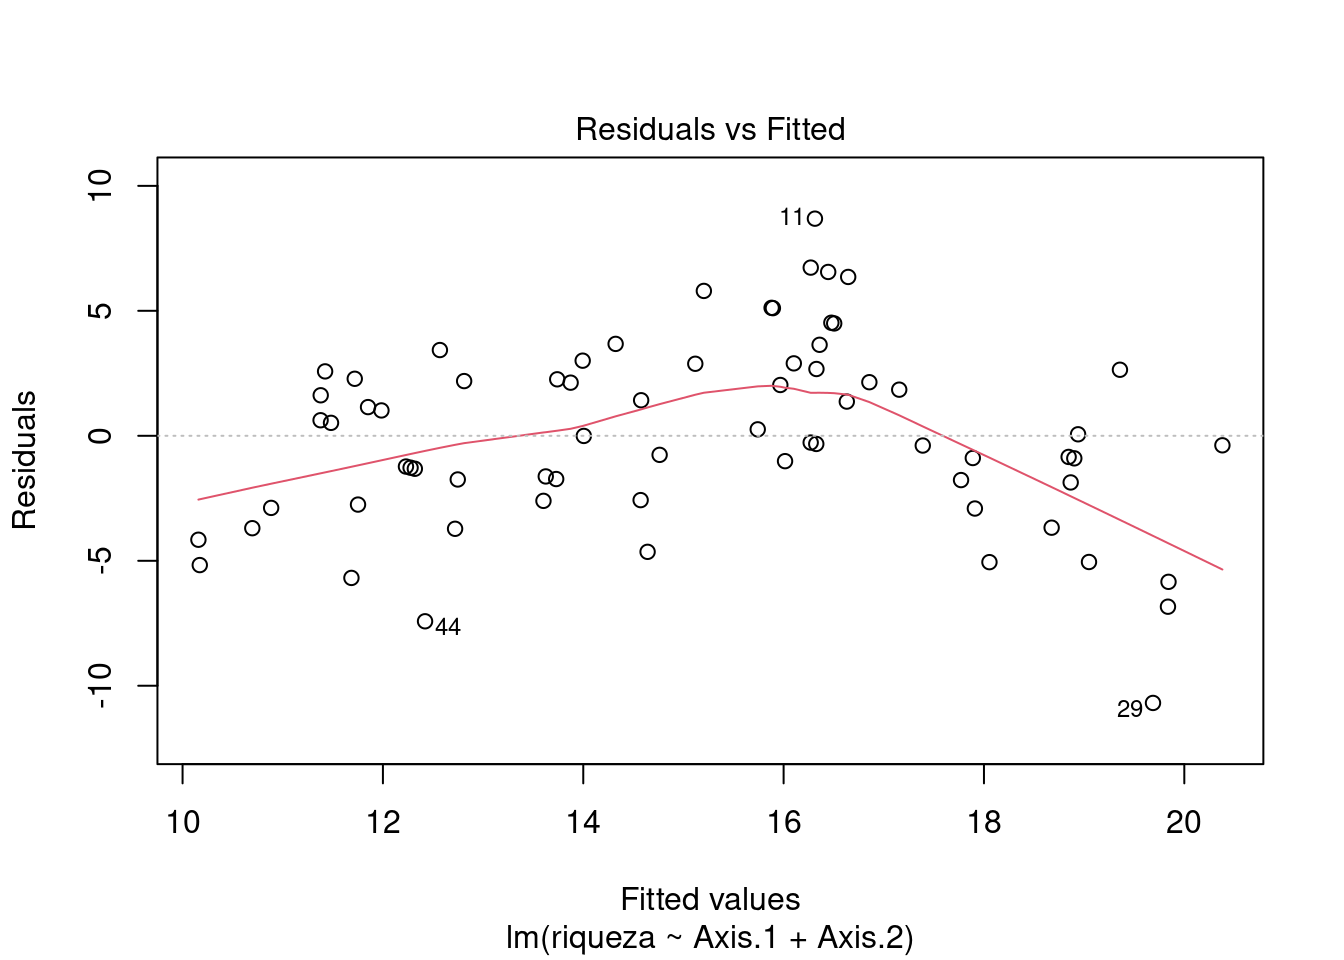 Residuals vs Fitted
10
5
0
-5
-10
Residuals
11
44
29
10 12 14 16 18 20
Fitted values
lm(riqueza ~ Axis.1 + Axis.2)